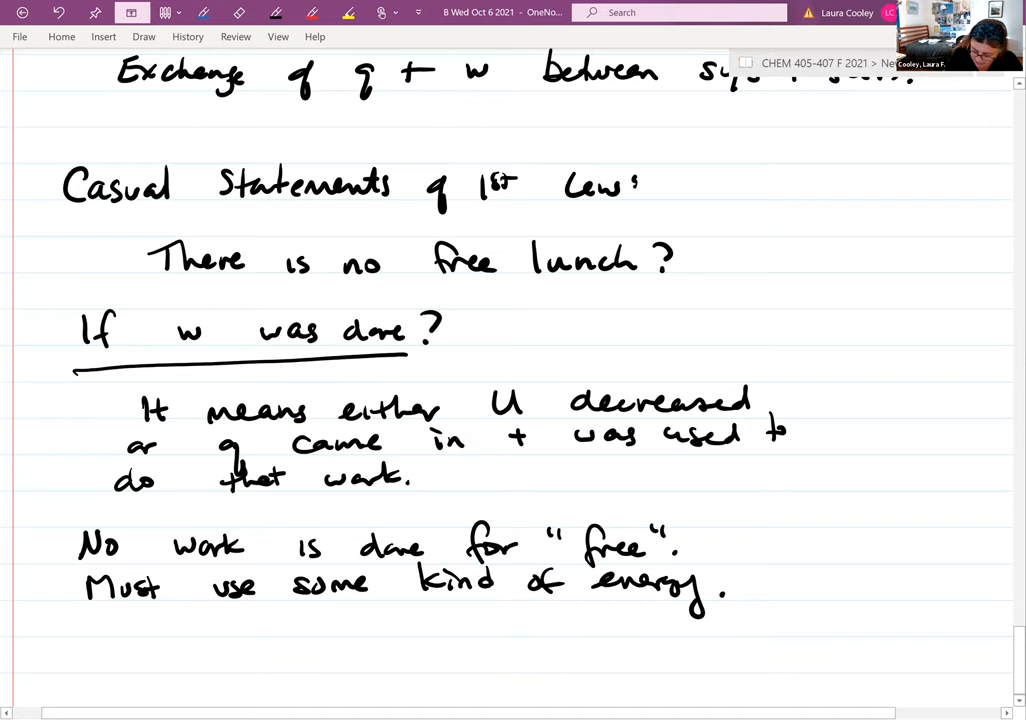 B Wed Oct 6 2021 - OneNo...
Search
Laura Cooley
LC
File Home Insert Draw History Review View Help
CHEM 405-407 F 2021 >
Cooley, Laura F.
Exchange of q + w between
Casual Statements of 1st Law:
There is no free lunch?
If w was done?
It means either U decreased
or q came in + was used to
do that work.
No work is done for "free".
Must use some kind of energy.